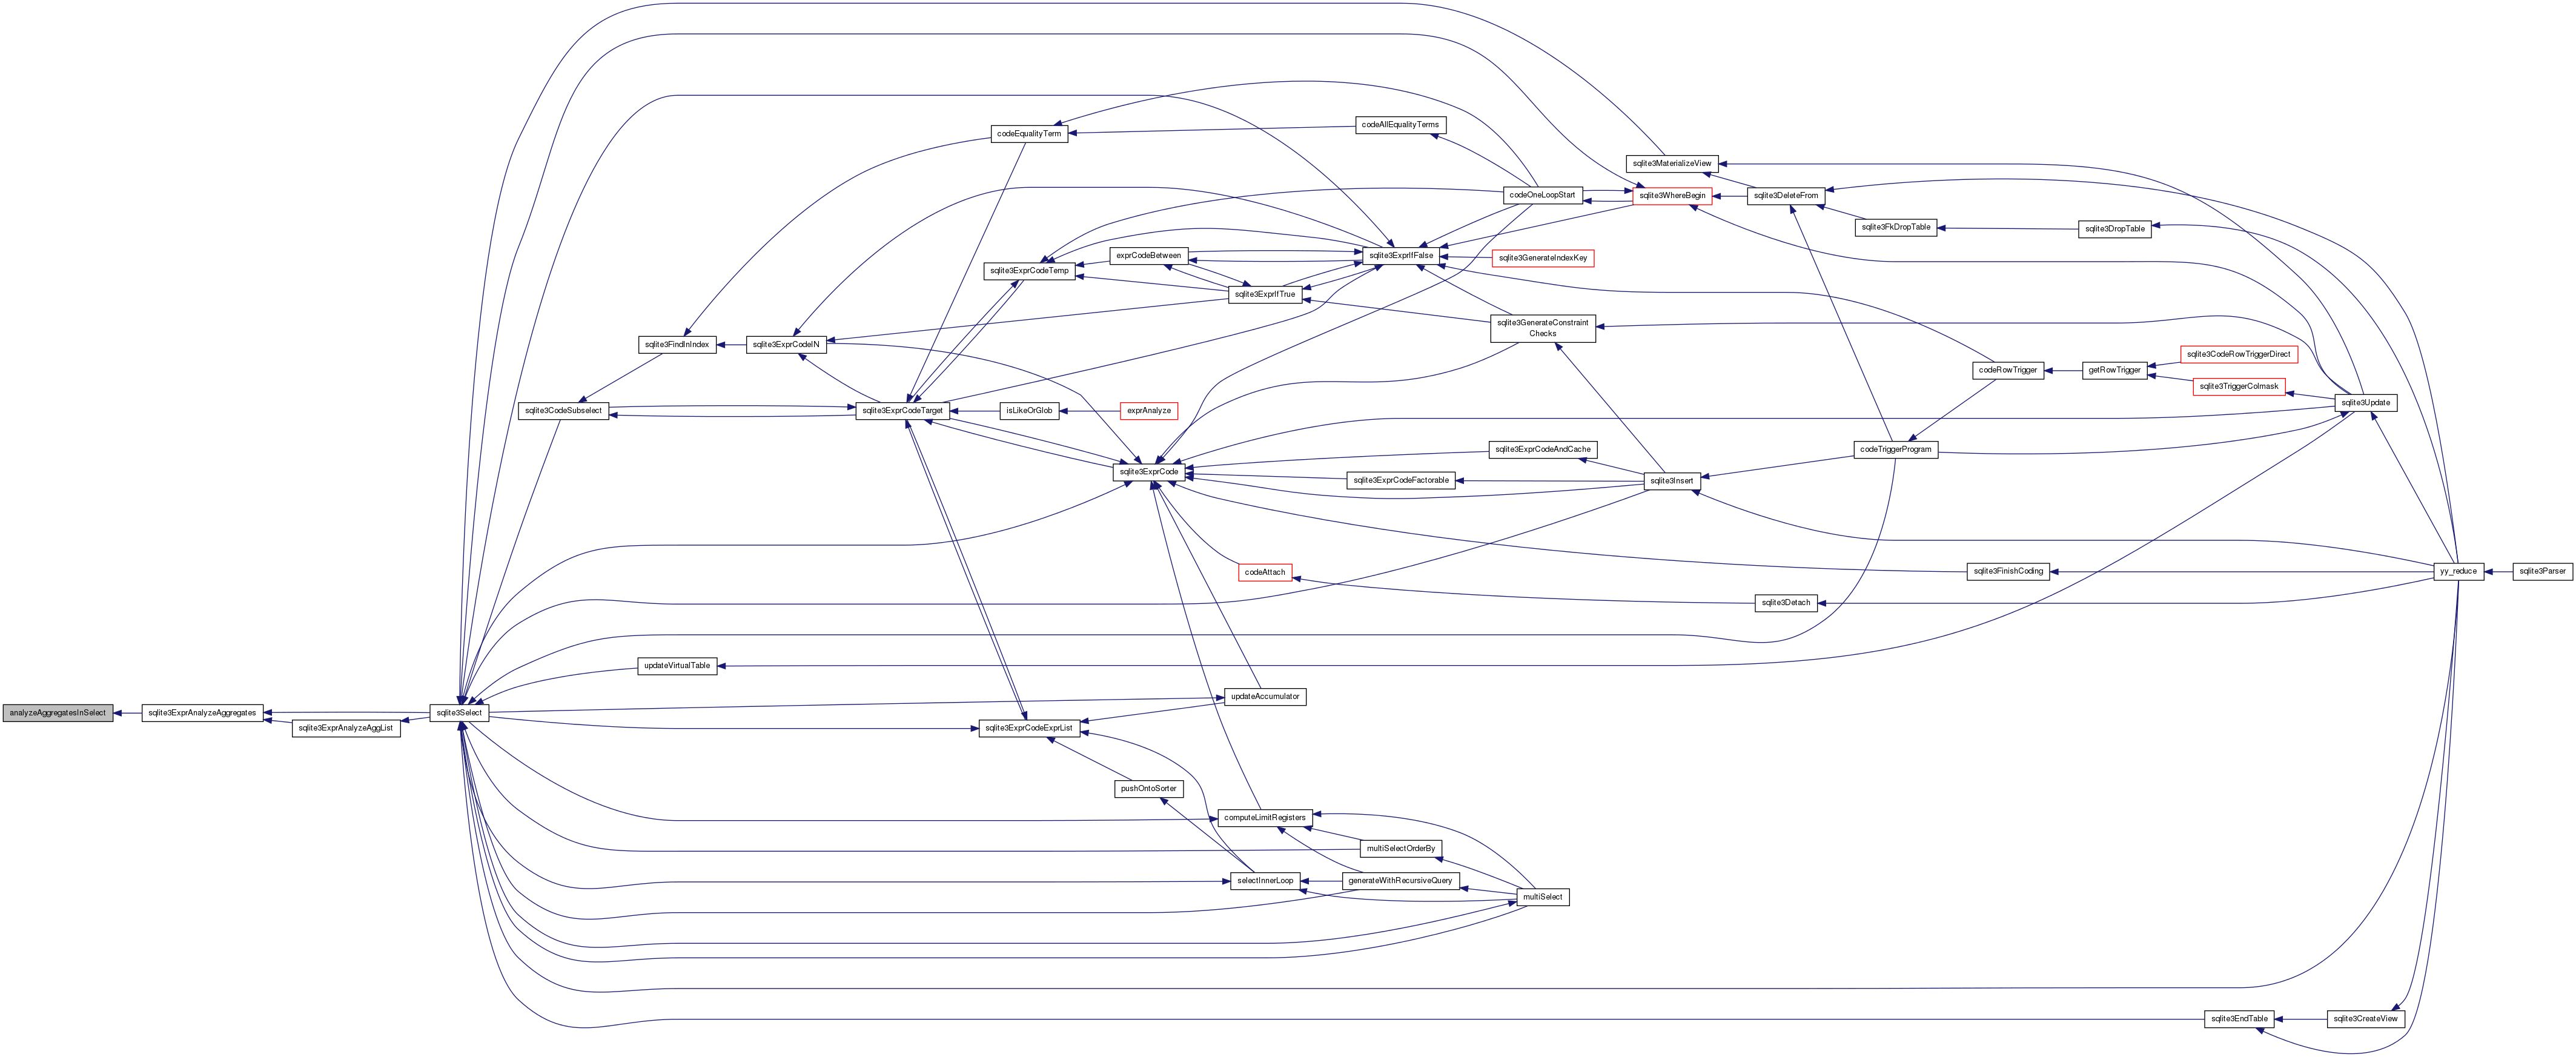 codeEqualityTerm
codeAllEqualityTerms
sqlite3MaterializeView
codeOneLoopStart
sqlite3WhereBegin
sqlite3DeleteFrom
sqlite3FkDropTable
sqlite3DropTable
exprCodeBetween
sqlite3ExprIfFalse
sqlite3GenerateIndexKey
sqlite3ExprCodeTemp
sqlite3ExprIfTrue
sqlite3GenerateConstraint
Checks
sqlite3FindInIndex
sqlite3ExprCodeIN
sqlite3CodeRowTriggerDirect
codeRowTrigger
getRowTrigger
sqlite3TriggerColmask
sqlite3CodeSubselect
sqlite3ExprCodeTarget
isLikeOrGlob
exprAnalyze
sqlite3Update
sqlite3ExprCodeAndCache
codeTriggerProgram
sqlite3ExprCode
sqlite3ExprCodeFactorable
sqlite3Insert
codeAttach
sqlite3FinishCoding
yy_reduce
sqlite3Parser
sqlite3Detach
updateVirtualTable
updateAccumulator
analyzeAggregatesInSelect
sqlite3ExprAnalyzeAggregates
sqlite3Select
sqlite3ExprAnalyzeAggList
sqlite3ExprCodeExprList
pushOntoSorter
computeLimitRegisters
multiSelectOrderBy
selectInnerLoop
generateWithRecursiveQuery
multiSelect
sqlite3EndTable
sqlite3CreateView